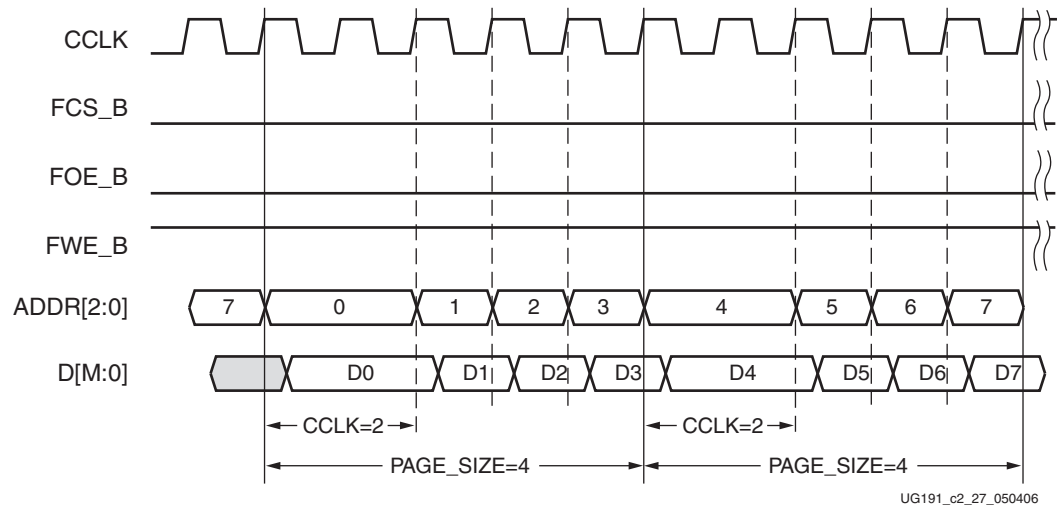 CCLK
FCS_B
FOE_B
FWE_B
ADDR[2:0] 7 0 1 2 3 4 5 6 7
D[M:0] D0 D1 D2 D3 D4 D5 D6 D7
CCLK=2 CCLK=2
PAGE_SIZE=4 PAGE_SIZE=4
UG191_c2_27_050406